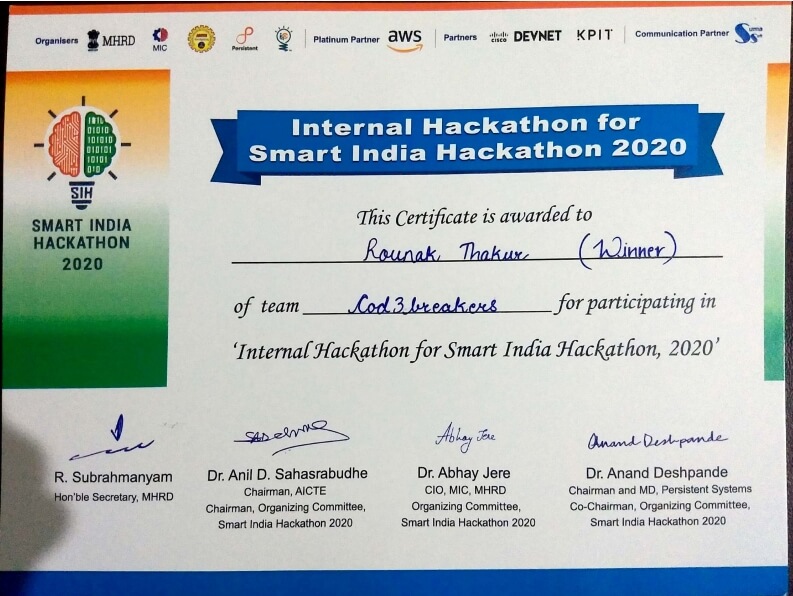 Organisers MHRD MIC Persistent Platinum Partner aws Partners CISCO DEVNET KPIT Communication Partner
Internal Hackathon for
Smart India Hackathon 2020
SIH
SMART INDIA
HACKATHON
2020
This Certificate is awarded to
Rounak Thakur (Winner)
of team Cod3breakers for participating in
'Internal Hackathon for Smart India Hackathon, 2020'
Abhay Jere
Anand Deshpande
R. Subrahmanyam
Hon'ble Secretary, MHRD
Dr. Anil D. Sahasrabudhe
Chairman, AICTE
Chairman, Organizing Committee,
Smart India Hackathon 2020
Dr. Abhay Jere
CIO, MIC, MHRD
Organizing Committee,
Smart India Hackathon 2020
Dr. Anand Deshpande
Chairman and MD, Persistent Systems
Co-Chairman, Organizing Committee,
Smart India Hackathon 2020